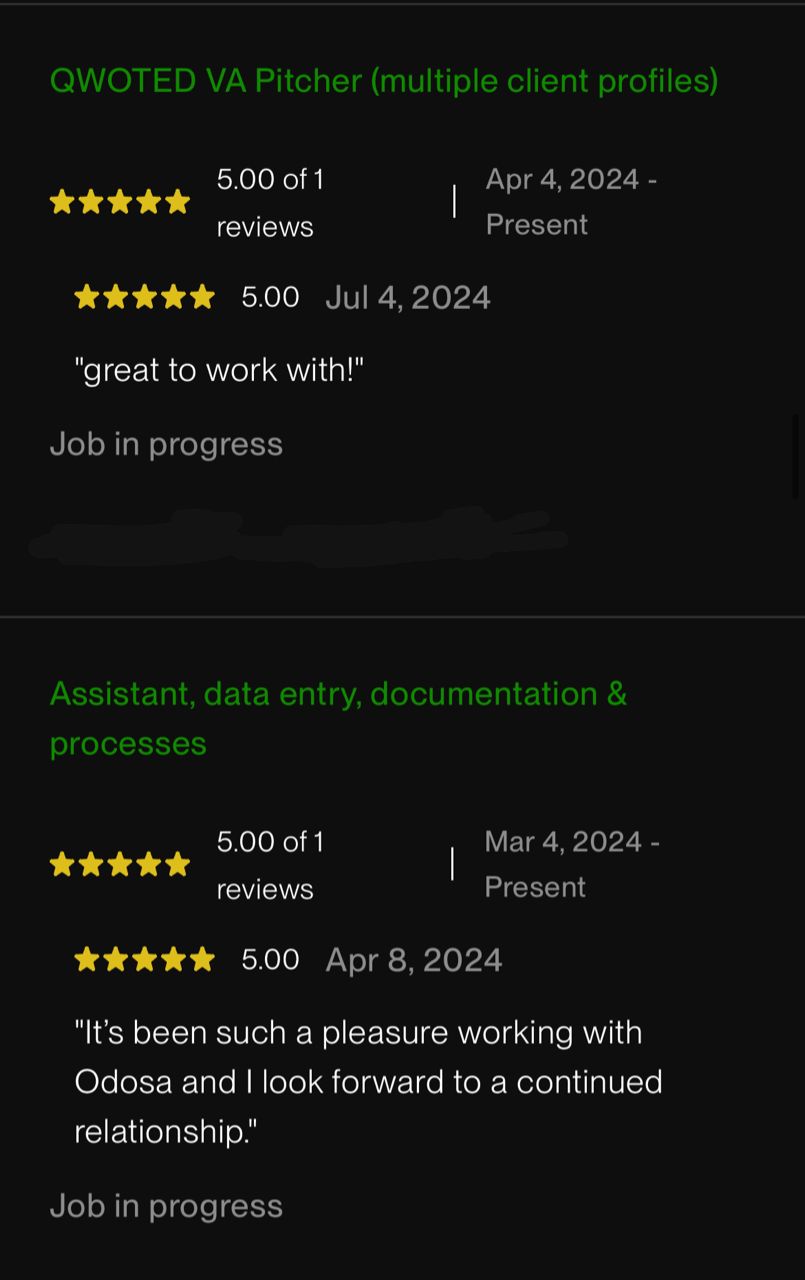 QWOTED VA Pitcher (multiple client profiles)
5.00 of 1
reviews
|
Apr 4, 2024 -
Present
5.00 Jul 4, 2024
"great to work with!"
Job in progress
Assistant, data entry, documentation &
processes
5.00 of 1
reviews
|
Mar 4, 2024 -
Present
5.00 Apr 8, 2024
"It’s been such a pleasure working with
Odosa and I look forward to a continued
relationship."
Job in progress